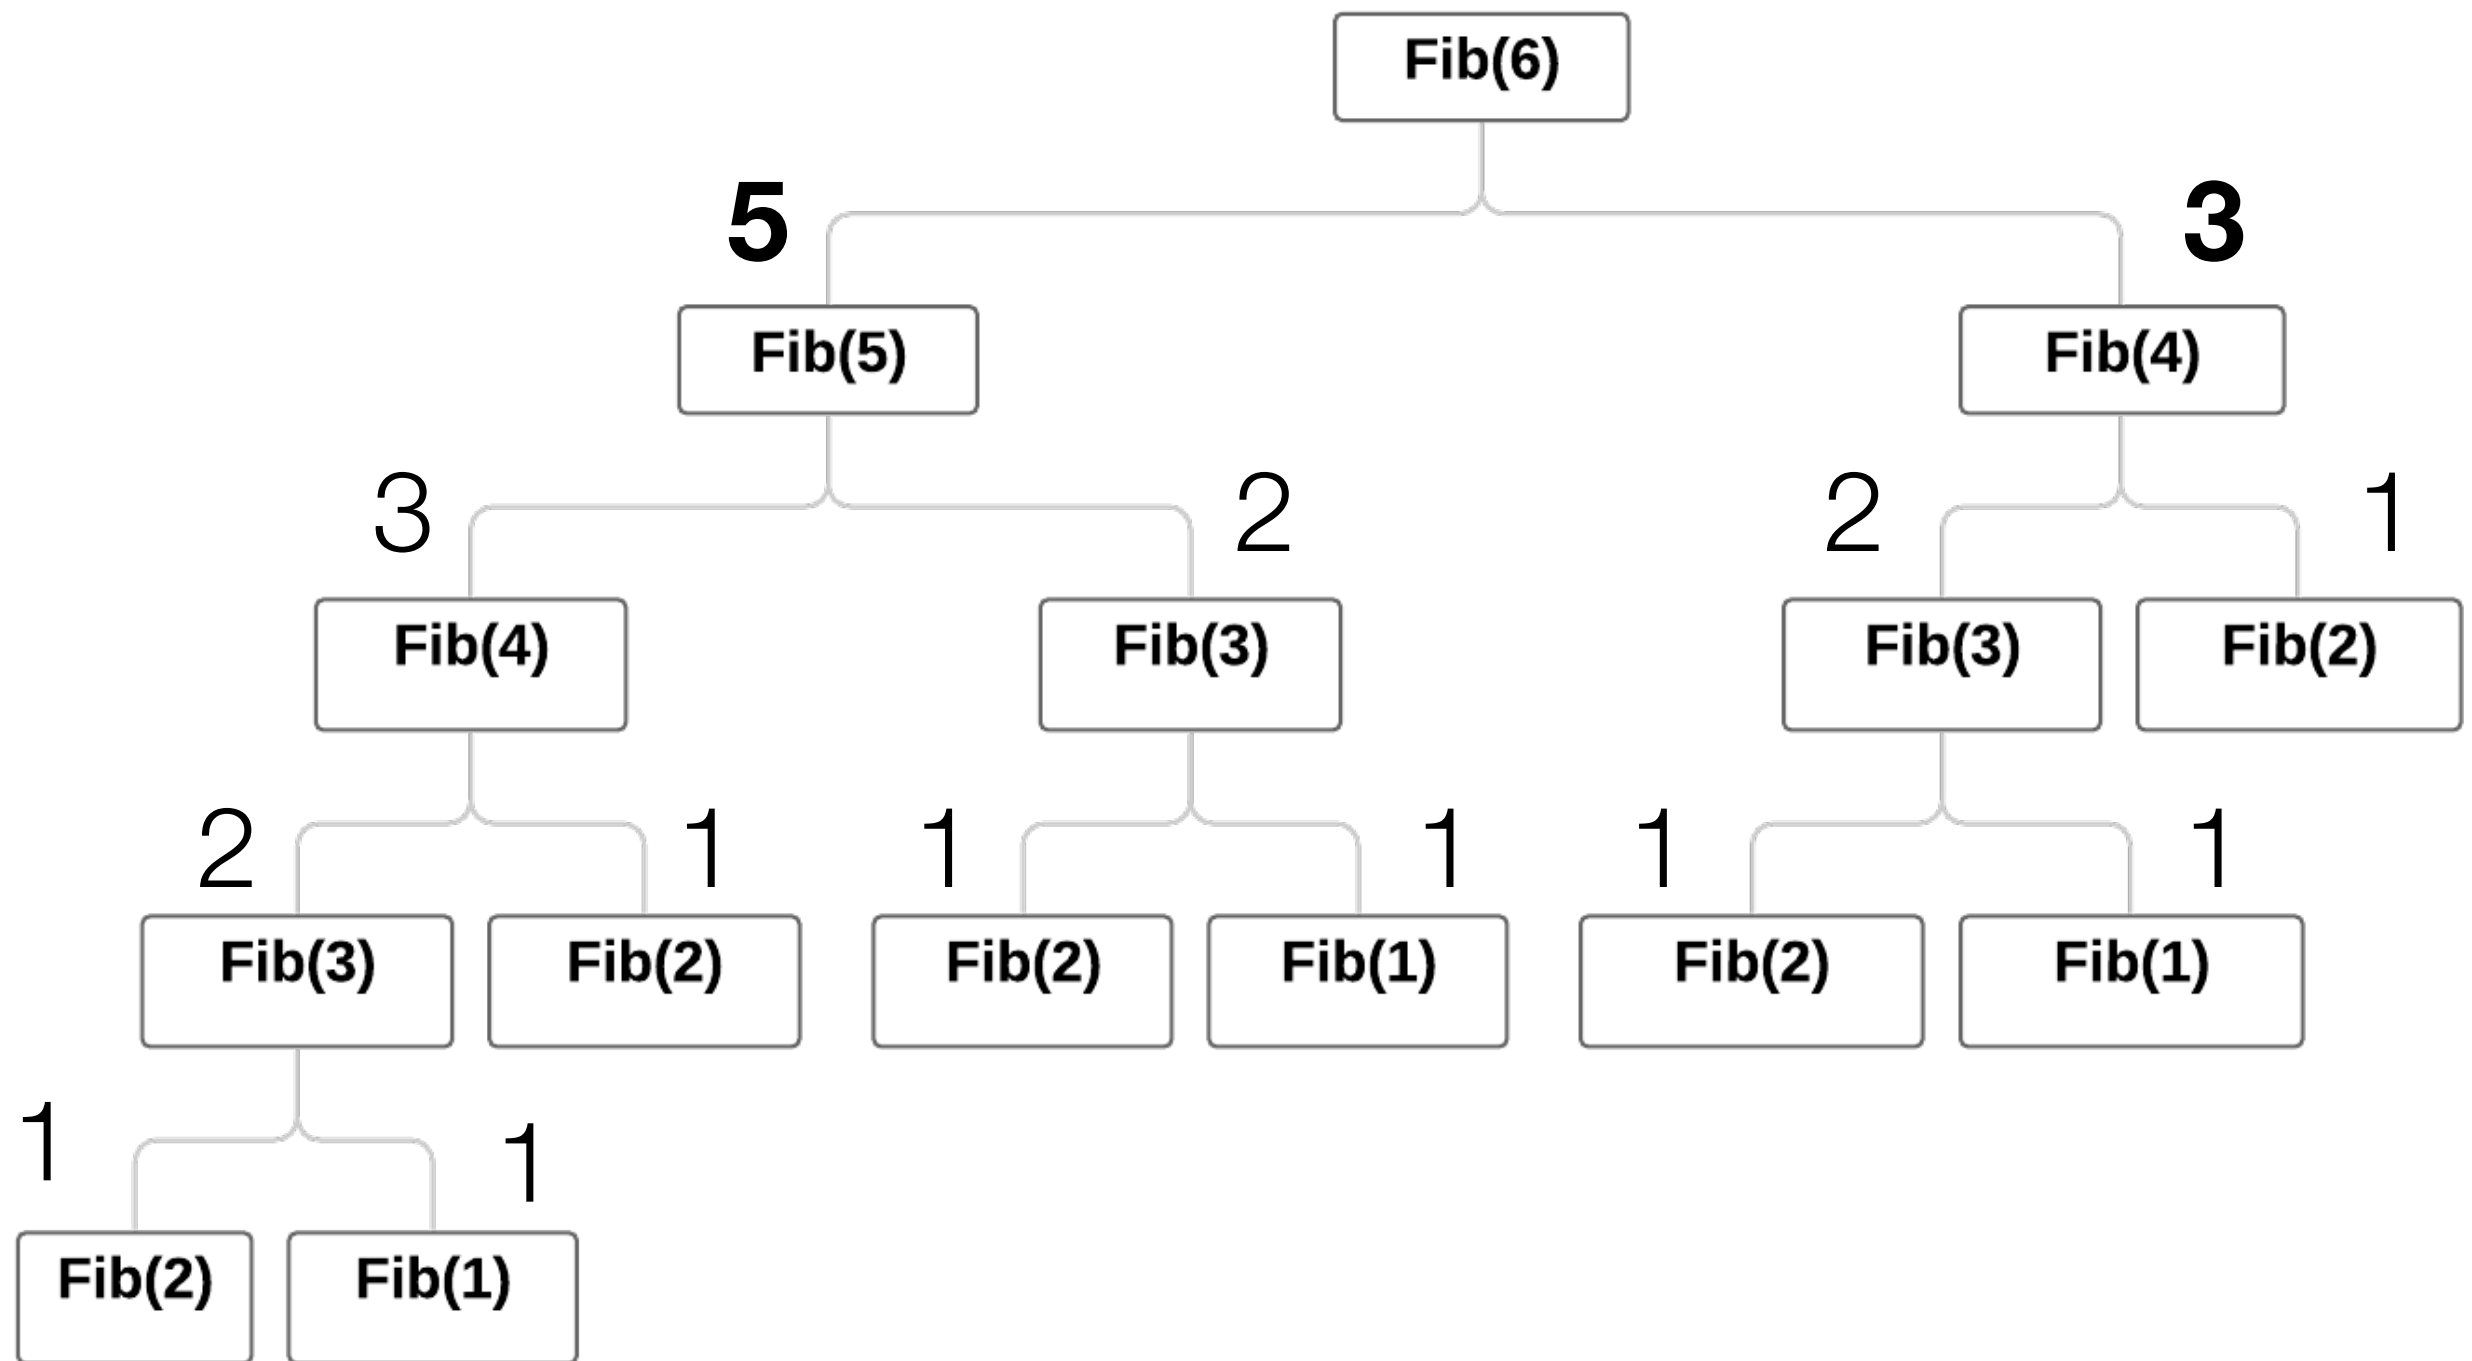 Fib(6)
5 3
Fib(5) Fib(4)
3 2 2 1
Fib(4) Fib(3) Fib(3) Fib(2)
2 1 1 1 1 1
Fib(3) Fib(2) Fib(2) Fib(1) Fib(2) Fib(1)
1 1
Fib(2) Fib(1)